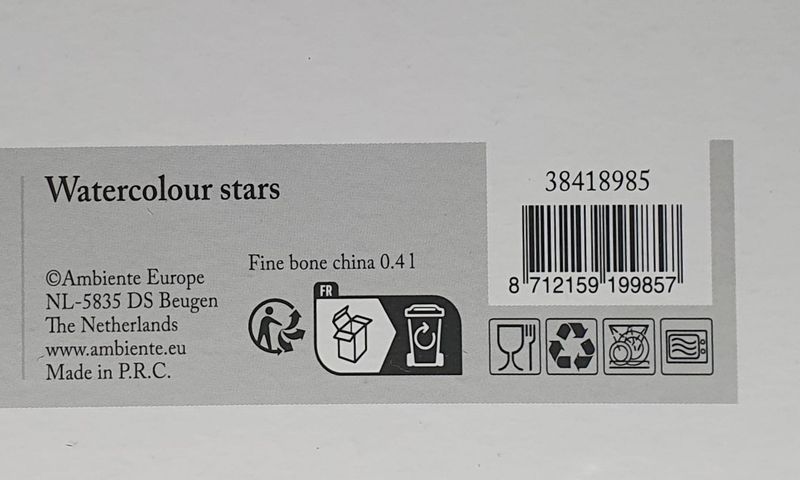 Watercolour stars
©Ambiente Europe
NL-5835 DS Beugen
The Netherlands
www.ambiente.eu
Made in P.R.C.
Fine bone china 0.4 l
FR
38418985
8 712159 199857